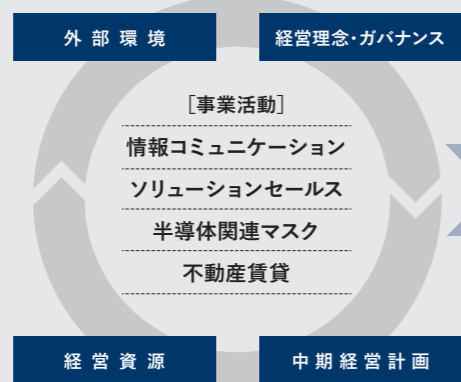 外部環境
経営理念・ガバナンス
［事業活動］
情報コミュニケーション
ソリューションセールス
半導体関連マスク
不動産賃貸
経営資源
中期経営計画